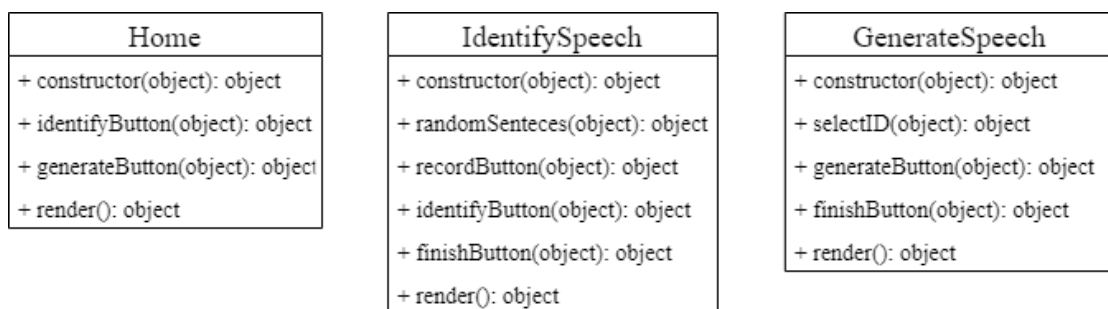 Home
+ constructor(object): object
+ identifyButton(object): object
+ generateButton(object): object
+ render(): object
IdentifySpeech
+ constructor(object): object
+ randomSenteces(object): object
+ recordButton(object): object
+ identifyButton(object): object
+ finishButton(object): object
+ render(): object
GenerateSpeech
+ constructor(object): object
+ selectID(object): object
+ generateButton(object): object
+ finishButton(object): object
+ render(): object